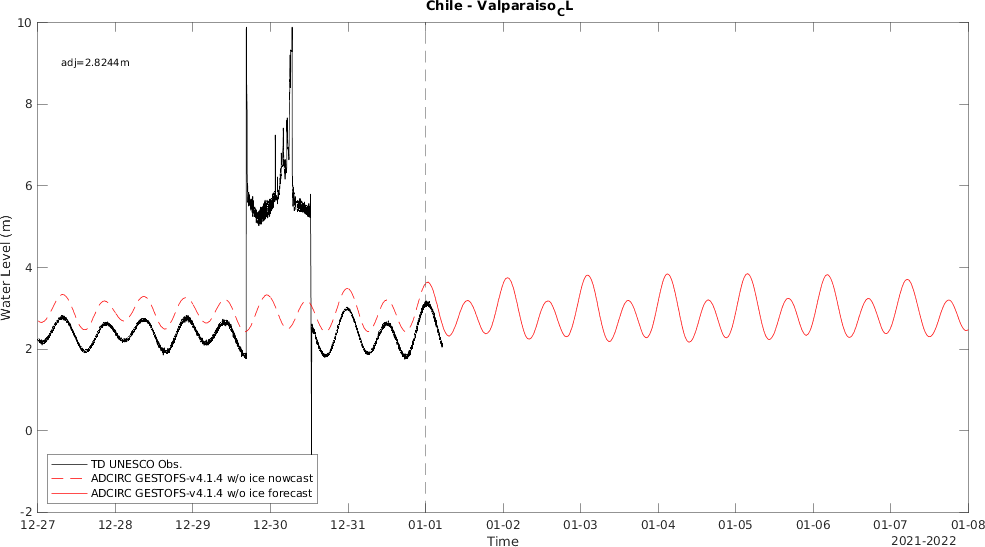 Chile - Valparaiso_CL
adj=2.8244m
10
8
6
4
2
0
-2
Water Level (m)
TD UNESCO Obs.
ADCIRC GESTOFS-v4.1.4 w/o ice nowcast
ADCIRC GESTOFS-v4.1.4 w/o ice forecast
12-27 12-28 12-29 12-30 12-31 01-01 01-02 01-03 01-04 01-05 01-06 01-07 01-08
Time
2021-2022